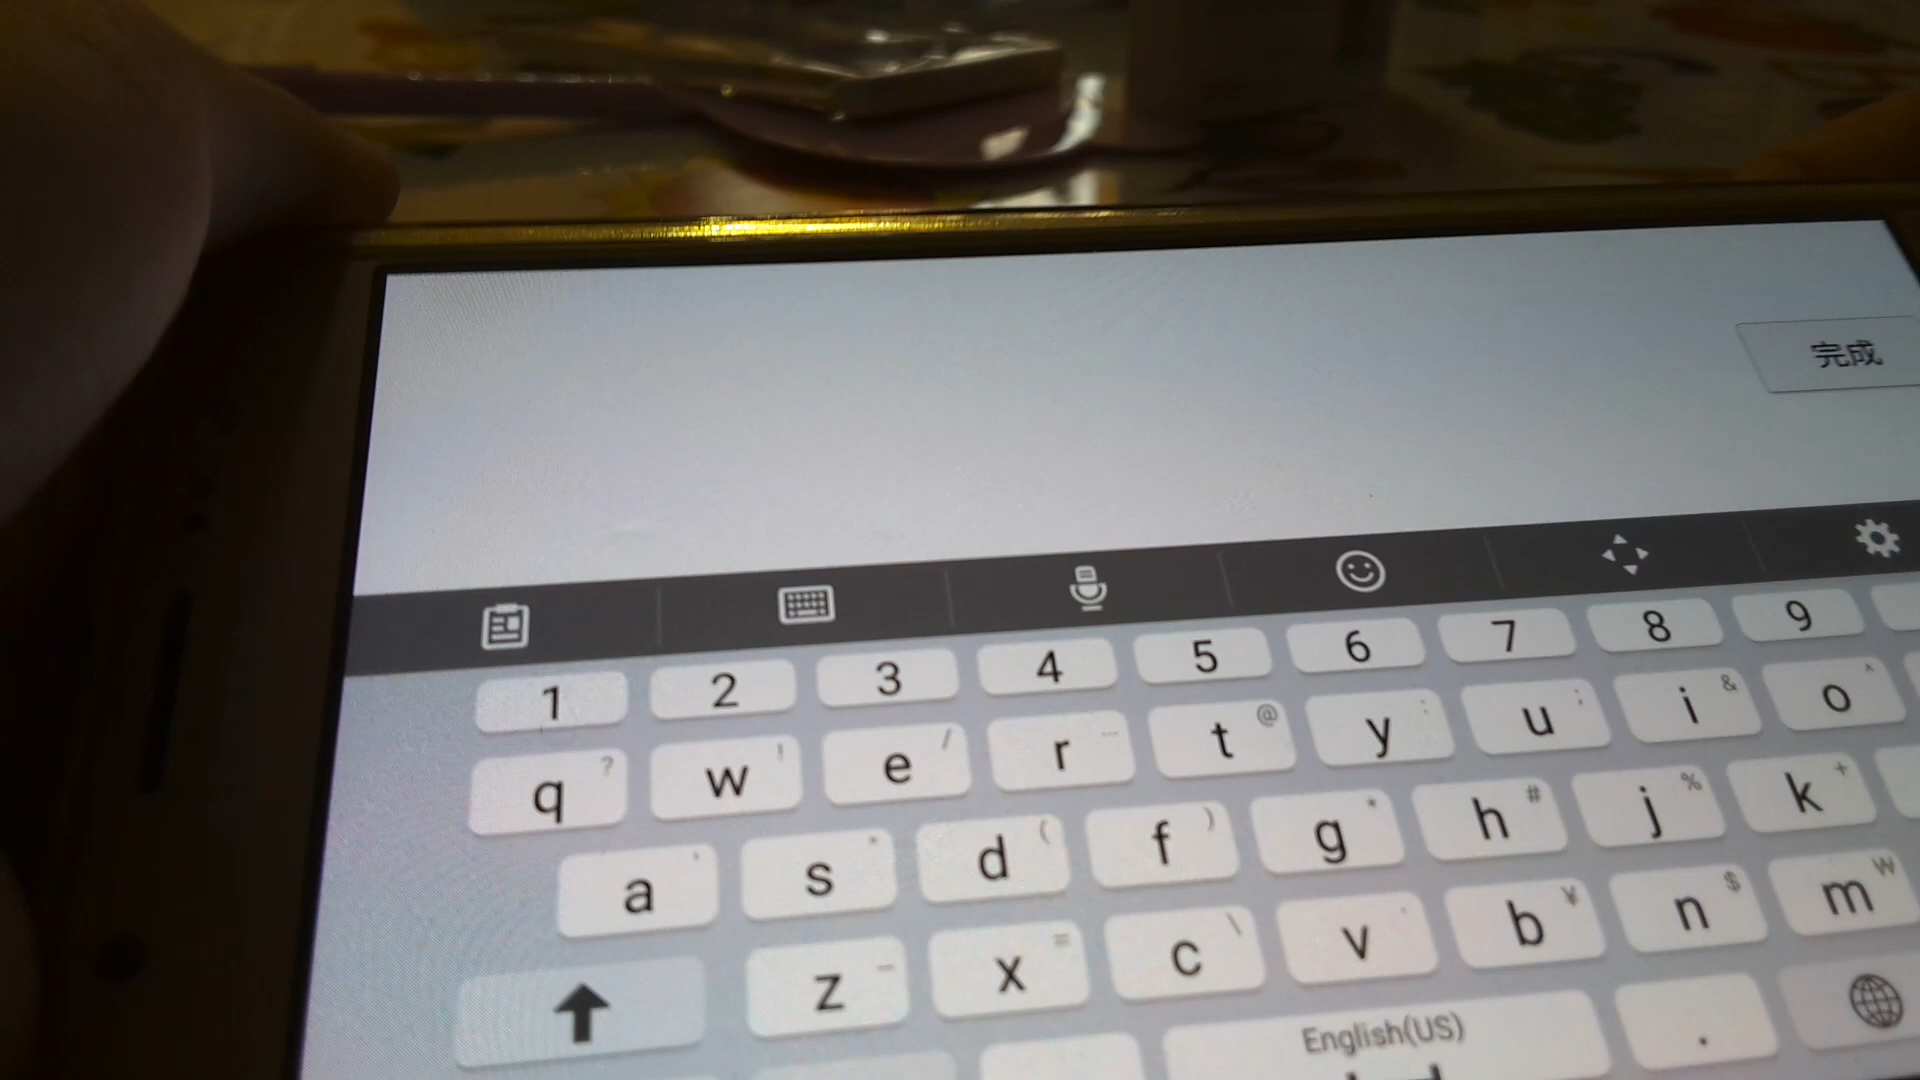 完成
1 2 3 4 5 6 7 8 9
q ? w ! e / r … t @ y : u ; i & o ^
a ' s " d ( f ) g * h # j % k +
z – x = c \ v b ¥ n $ m W
English(US) .